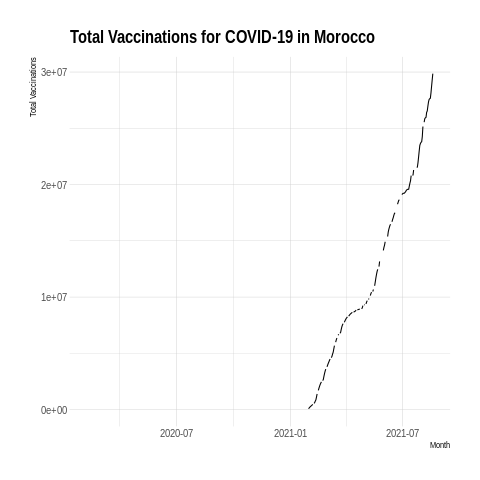 Total Vaccinations for COVID-19 in Morocco
Total Vaccinations
3e+07
2e+07
1e+07
0e+00
2020-07
2021-01
2021-07
Month